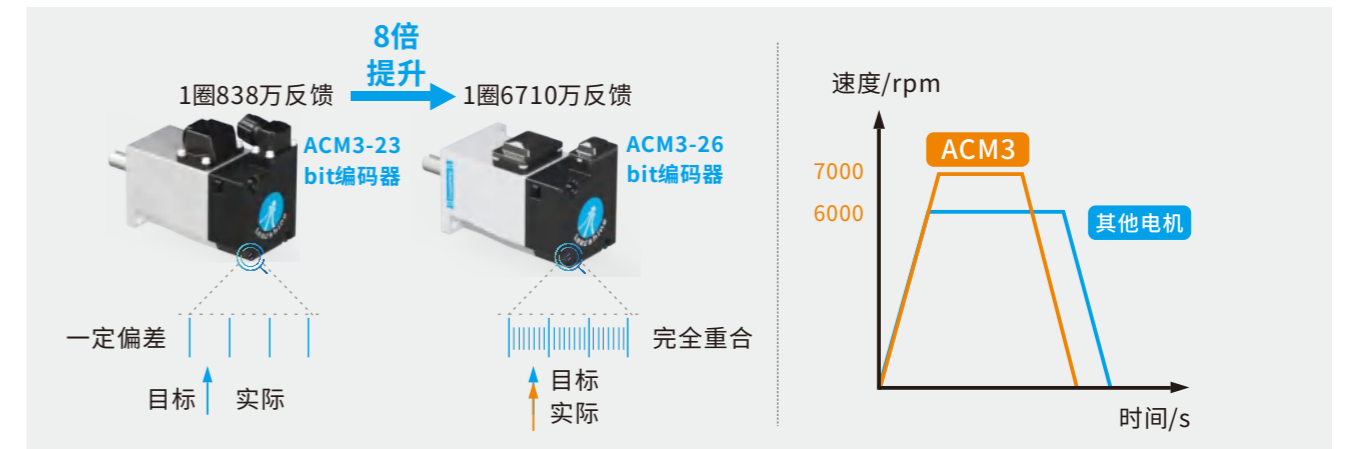 8倍
提升
1圈838万反馈
1圈6710万反馈
ACM3-23
bit编码器
ACM3-26
bit编码器
一定偏差
目标
实际
完全重合
目标
实际
速度/rpm
ACM3
7000
6000
其他电机
时间/s